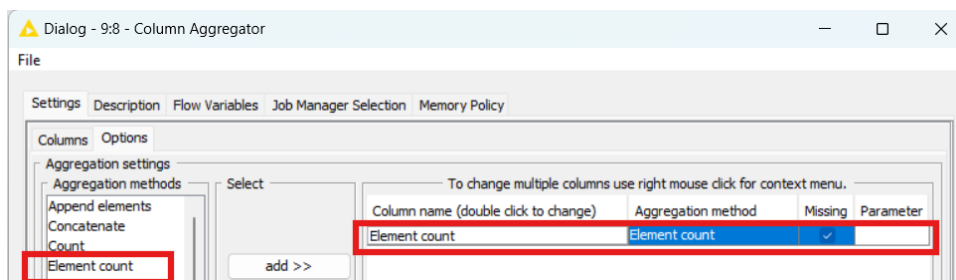 Dialog - 9:8 - Column Aggregator
File
Settings Description Flow Variables Job Manager Selection Memory Policy
Columns Options
Aggregation settings
Aggregation methods Select To change multiple columns use right mouse click for context menu.
Append elements
Concatenate
Count
Element count
add >>
Column name (double click to change) Aggregation method Missing Parameter
Element count Element count